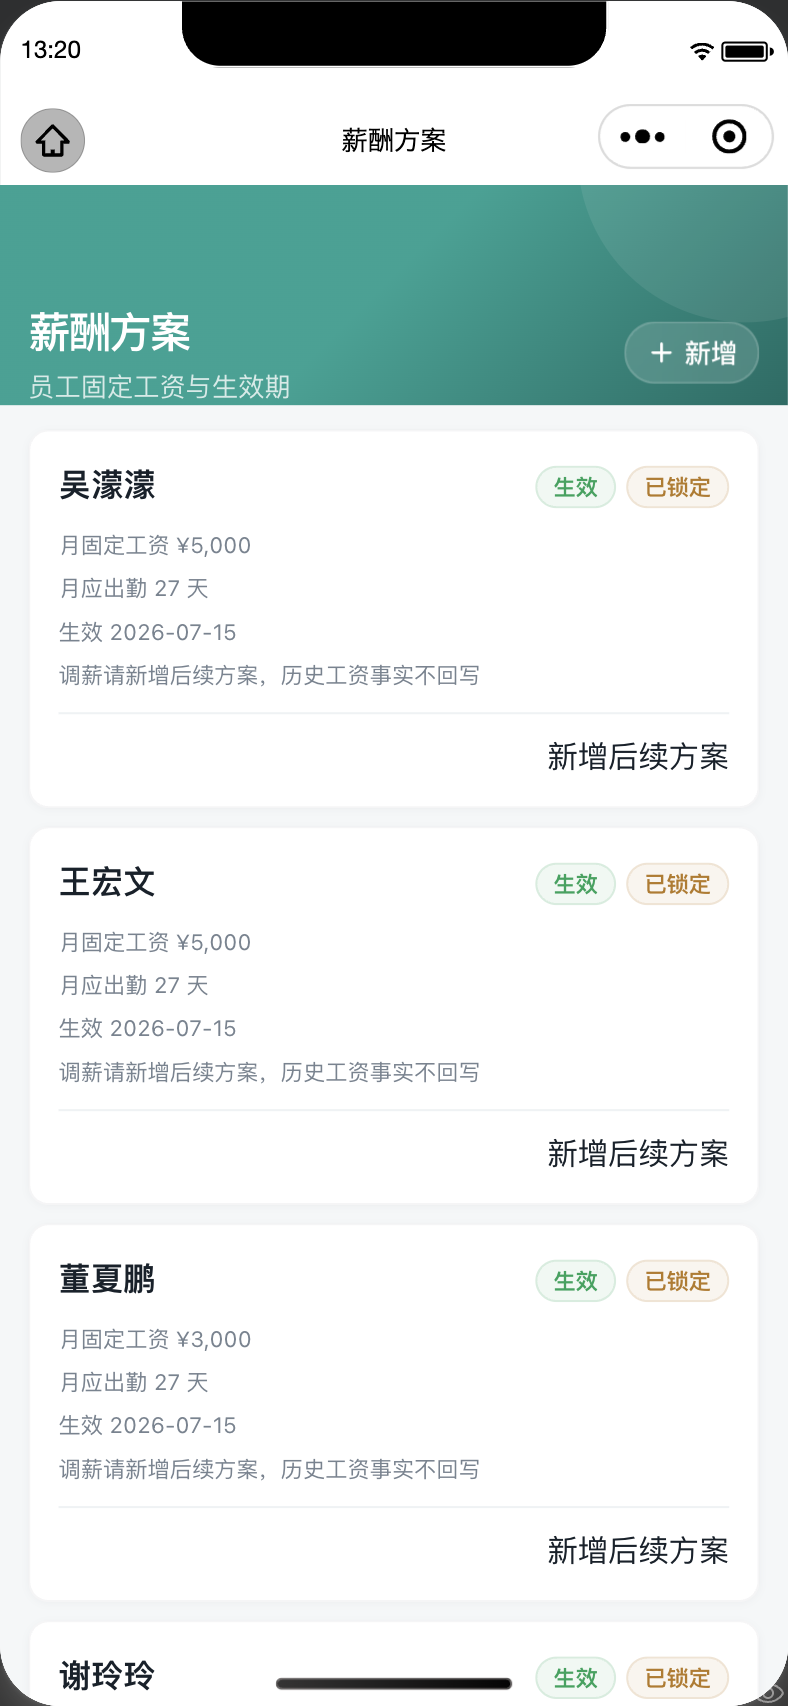 13:20
薪酬方案
薪酬方案
员工固定工资与生效期
新增
吴濛濛
生效 已锁定
月固定工资 ¥5,000
月应出勤 27 天
生效 2026-07-15
调薪请新增后续方案，历史工资事实不回写
新增后续方案
王宏文
生效 已锁定
月固定工资 ¥5,000
月应出勤 27 天
生效 2026-07-15
调薪请新增后续方案，历史工资事实不回写
新增后续方案
董夏鹏
生效 已锁定
月固定工资 ¥3,000
月应出勤 27 天
生效 2026-07-15
调薪请新增后续方案，历史工资事实不回写
新增后续方案
谢玲玲
生效 已锁定